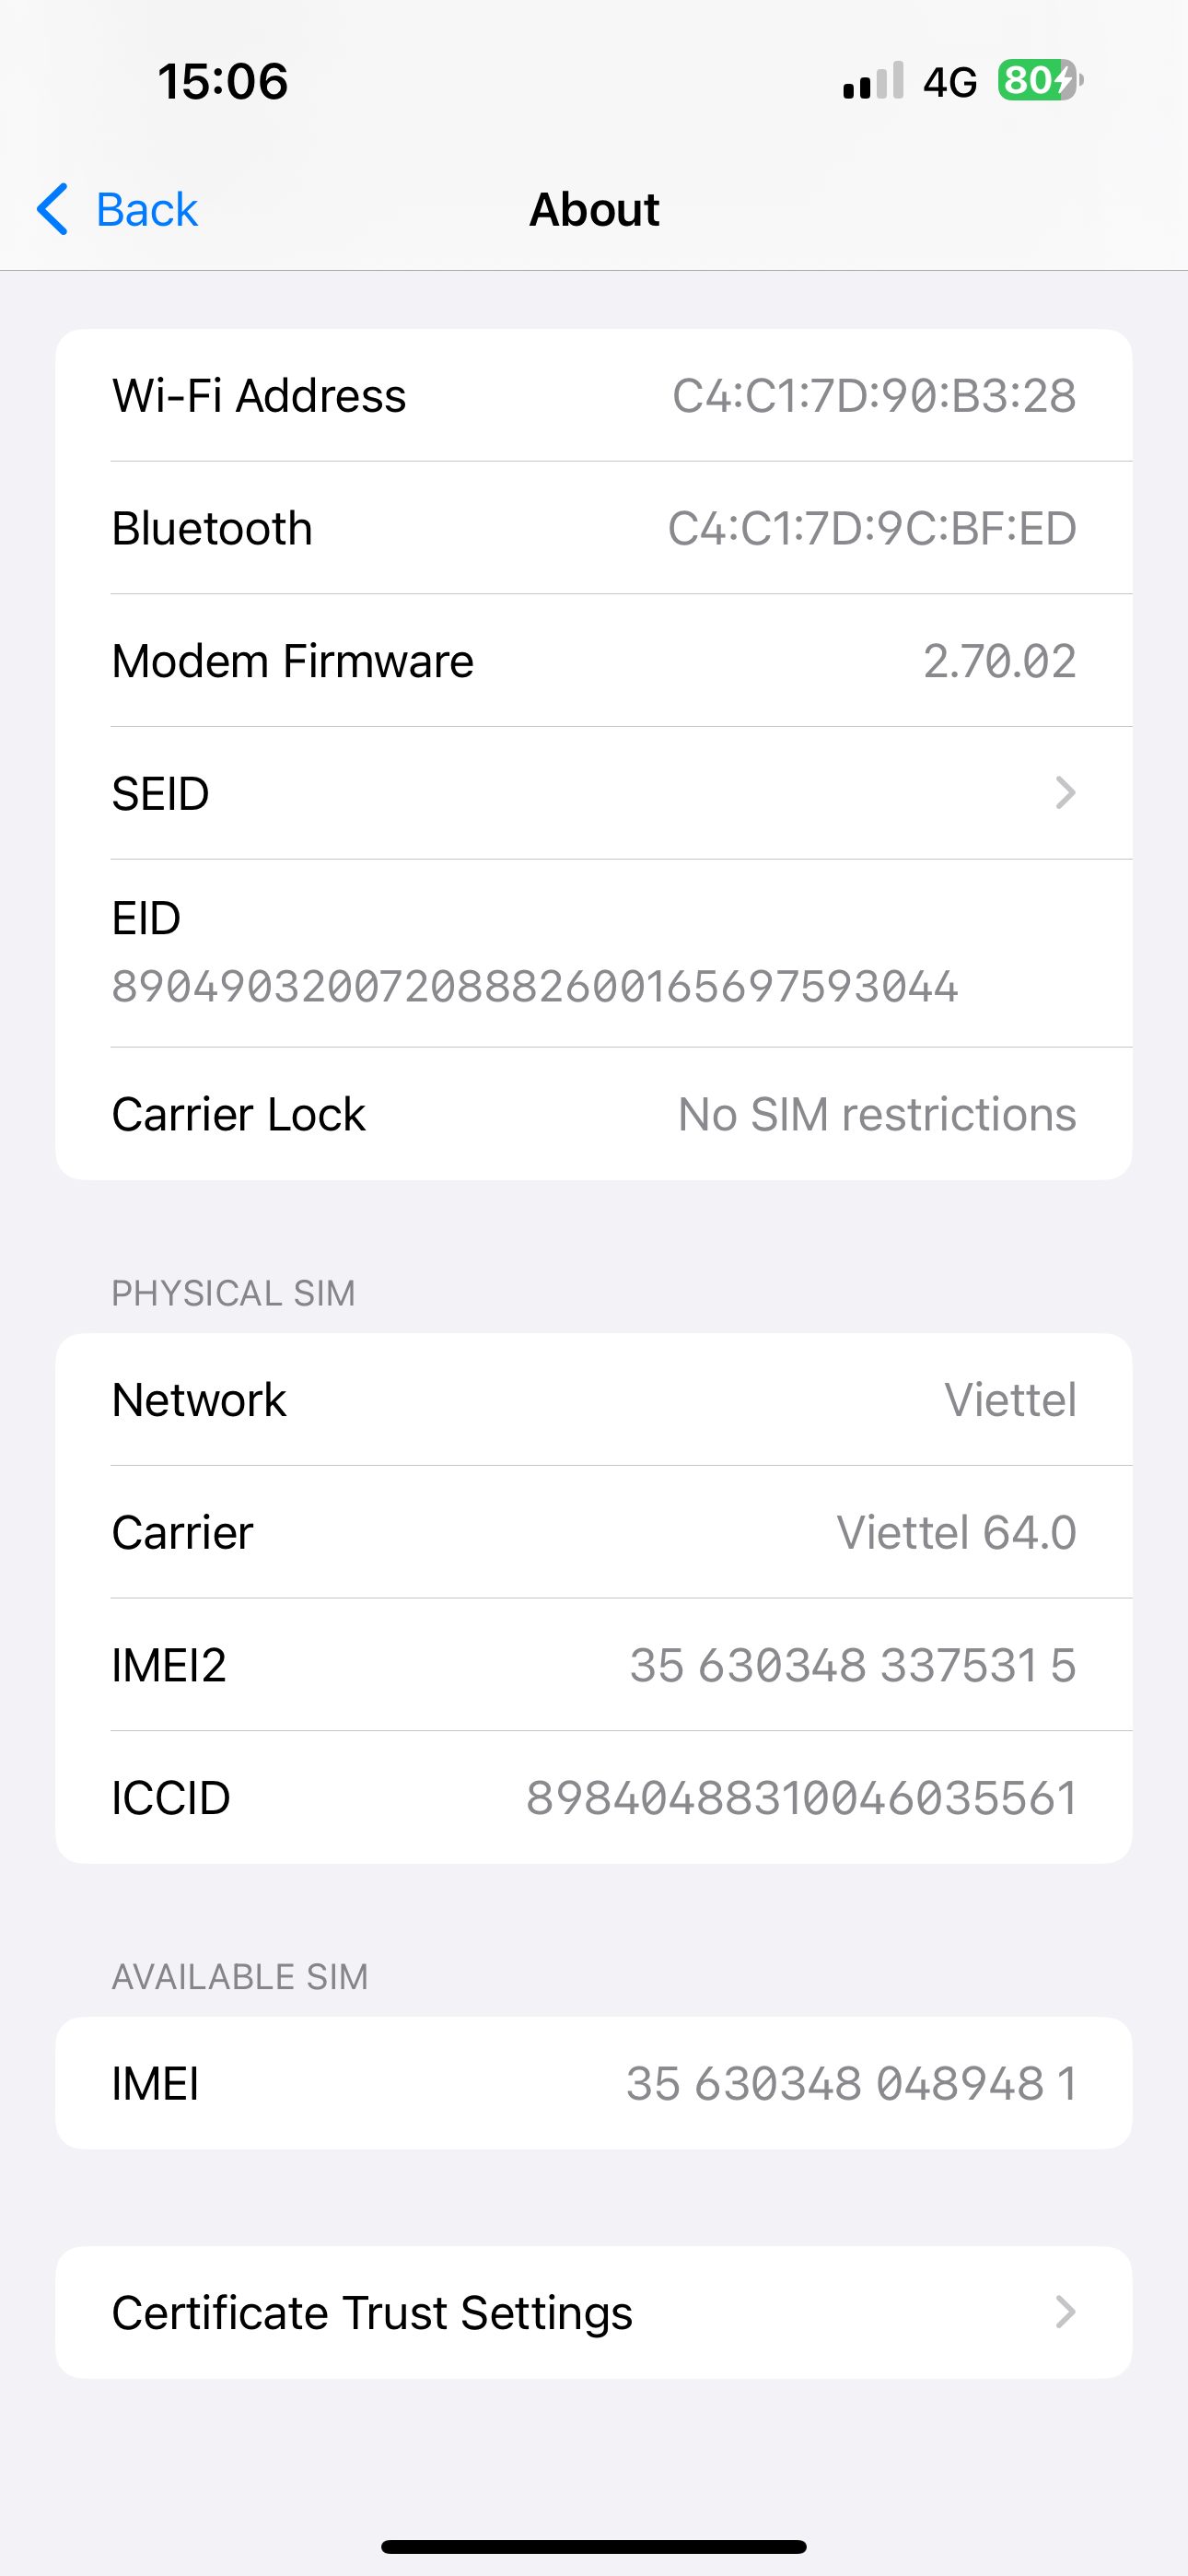 15:06 4G 80
Back About
Wi-Fi Address C4:C1:7D:90:B3:28
Bluetooth C4:C1:7D:9C:BF:ED
Modem Firmware 2.70.02
SEID
EID
89049032007208882600165697593044
Carrier Lock No SIM restrictions
PHYSICAL SIM
Network Viettel
Carrier Viettel 64.0
IMEI2 35 630348 337531 5
ICCID 89840488310046035561
AVAILABLE SIM
IMEI 35 630348 048948 1
Certificate Trust Settings